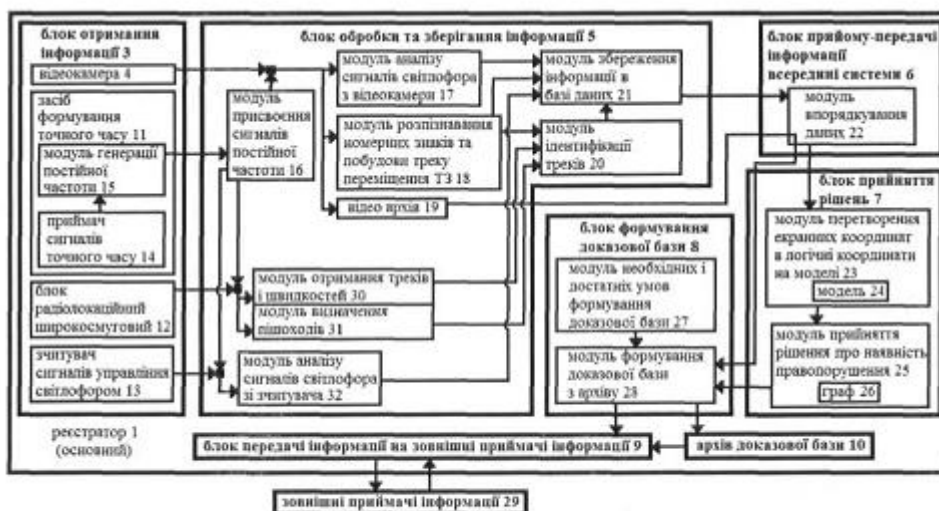 блок отримання
інформації 3
відеокамера 4
засіб
формування
точного часу 11
модуль генерації
постійної
частоти 15
приймач
сигналів
точного часу 14
блок
радіолокаційний
широкосмуговий 12
зчитувач
сигналів управління
світлофором 13
реєстратор 1
(основний)
блок обробки та зберігання інформації 5
модуль
присвоєння
сигналів
постійної
частоти 16
модуль аналізу
сигналів світлофора
з відеокамери 17
модуль розпізнавання
номерних знаків та
побудови треку
переміщення ТЗ 18
відео архів 19
модуль збереження
інформації в
базі даних 21
модуль
ідентифікації
треків 20
модуль отримання треків
і швидкостей 30
модуль визначення
пішоходів 31
модуль аналізу
сигналів світлофора
зі зчитувача 32
блок прийому-передачі
інформації
всередині системи 6
модуль
впорядкування
даних 22
блок прийняття
рішень 7
модуль перетворення
екранних координат
в логічні координати
на моделі 23
модель 24
модуль прийняття
рішення про наявність
правопорушення 25
граф 26
блок формування
доказової бази 8
модуль необхідних і
достатніх умов
формування
доказової бази 27
модуль формування
доказової бази
з архіву 28
блок передачі інформації на зовнішні приймачі інформації 9
архів доказової бази 10
зовнішні приймачі інформації 29